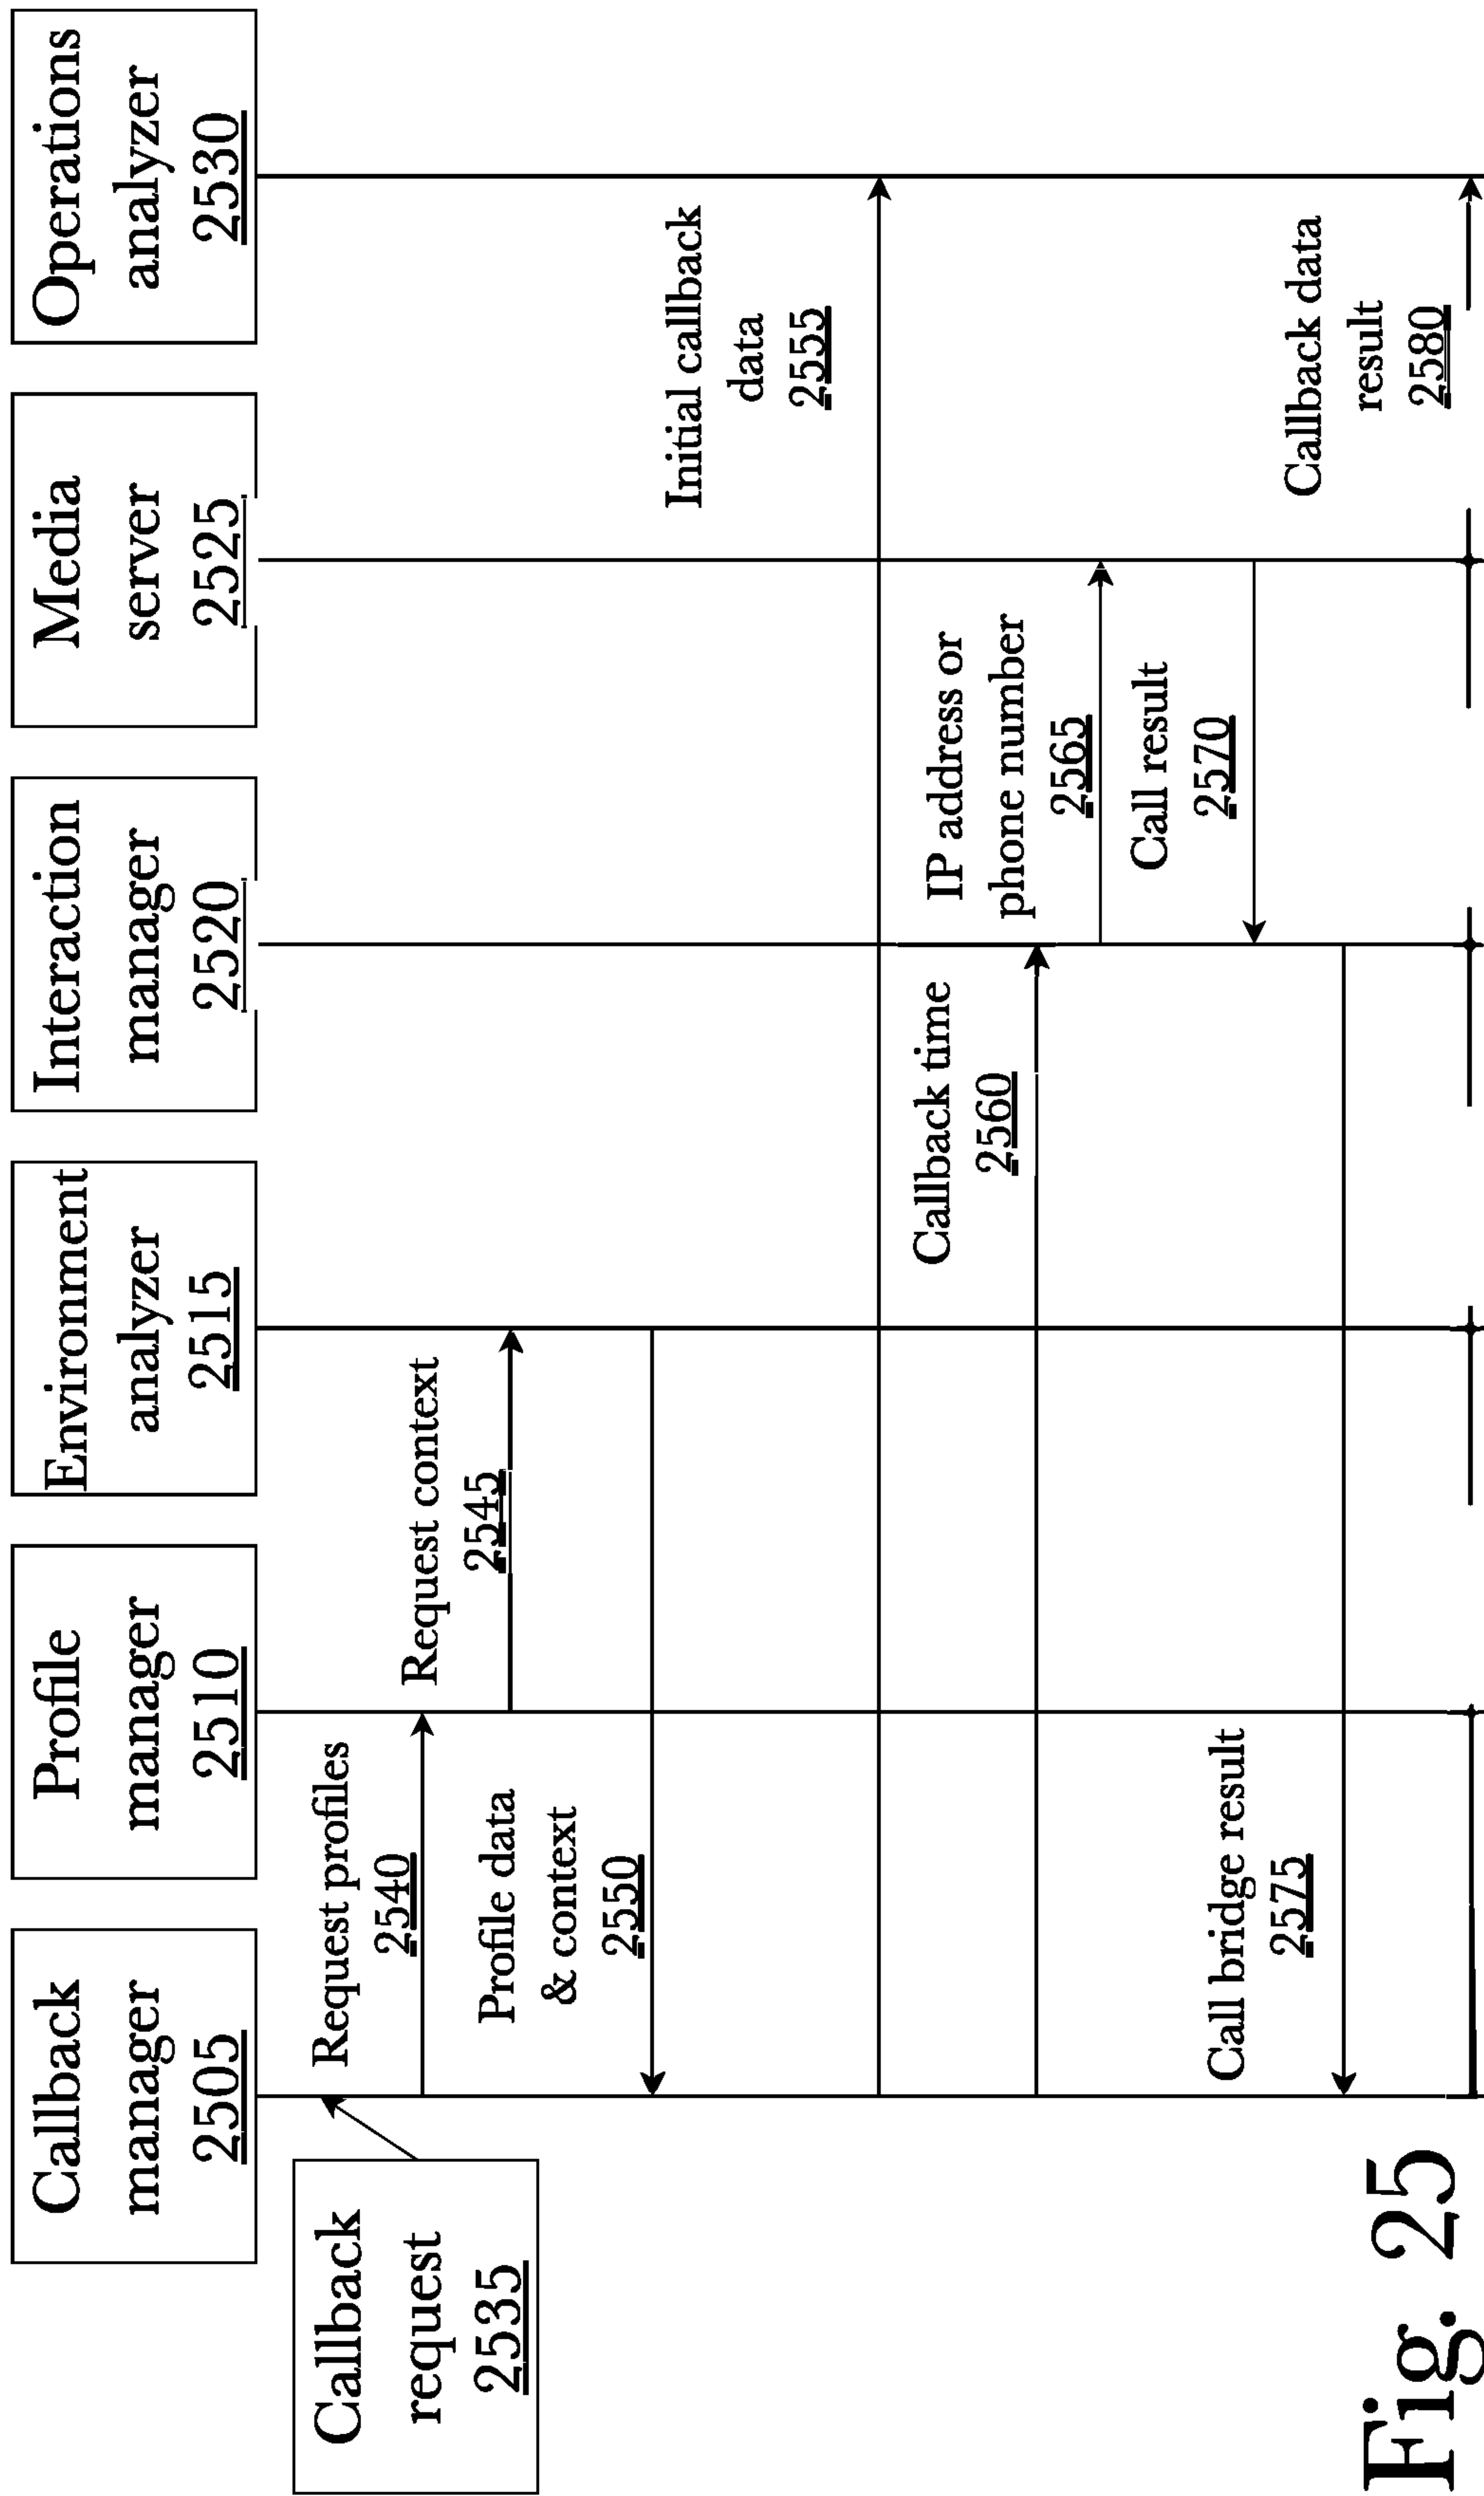 Callback
manager
2505
Profile
manager
2510
Environment
analyzer
2515
Interaction
manager
2520
Media
server
2525
Operations
analyzer
2530
Callback
request
2535
Request profiles
2540
Request context
2545
Profile data
& context
2550
Initial callback
data
2555
Callback time
2560
IP address or
phone number
2565
Call result
2570
Call bridge result
2575
Callback data
result
2580
Fig. 25